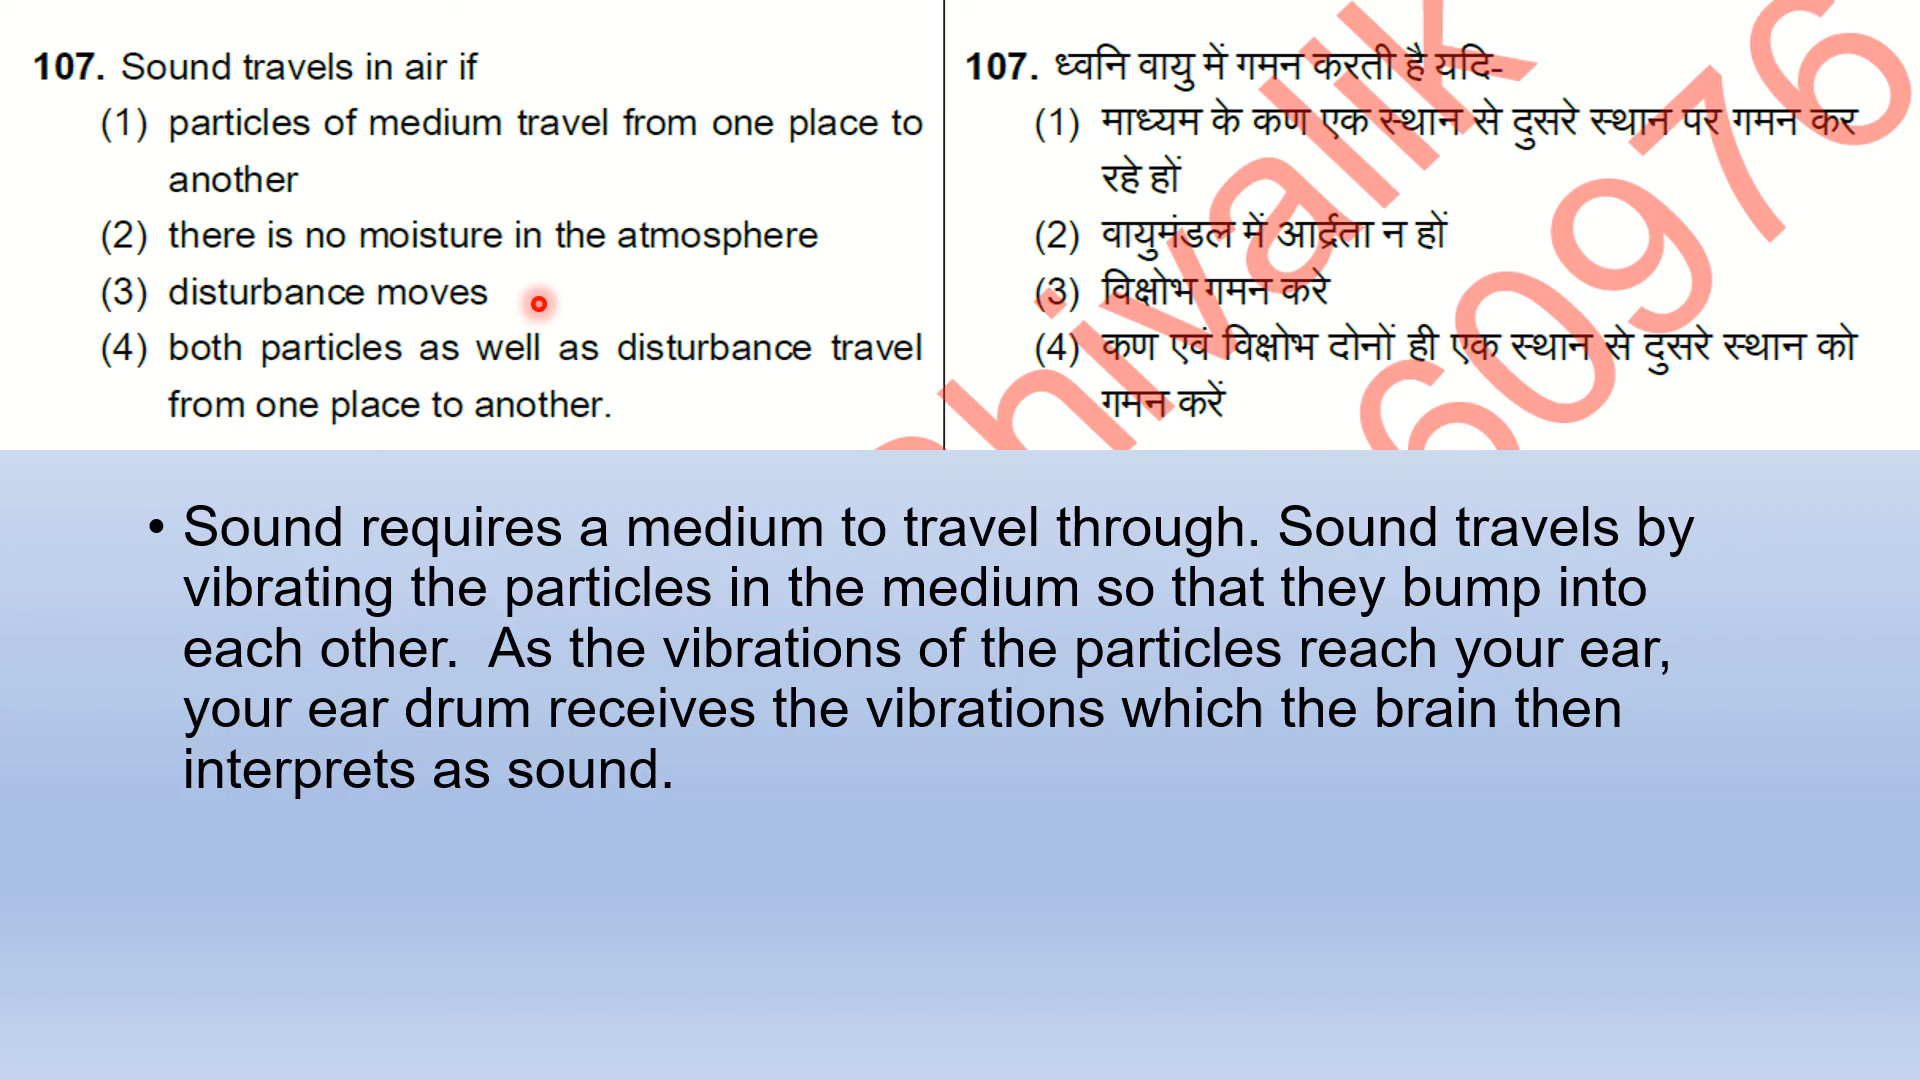 107. Sound travels in air if
(1) particles of medium travel from one place to
another
(2) there is no moisture in the atmosphere
(3) disturbance moves
(4) both particles as well as disturbance travel
from one place to another.
107. ध्वनि वायु में गमन करती है यदि-
(1) माध्यम के कण एक स्थान से दुसरे स्थान पर गमन कर
रहे हों
(2) वायुमंडल में आर्द्रता न हों
(3) विक्षोभ गमन करे
(4) कण एवं विक्षोभ दोनों ही एक स्थान से दुसरे स्थान को
गमन करें
hivalik
60976
• Sound requires a medium to travel through. Sound travels by
vibrating the particles in the medium so that they bump into
each other. As the vibrations of the particles reach your ear,
your ear drum receives the vibrations which the brain then
interprets as sound.